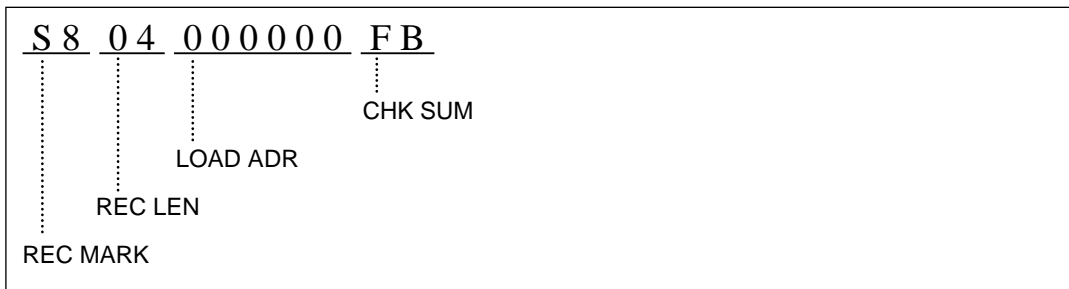 S8 04 000000 FB
CHK SUM
LOAD ADR
REC LEN
REC MARK